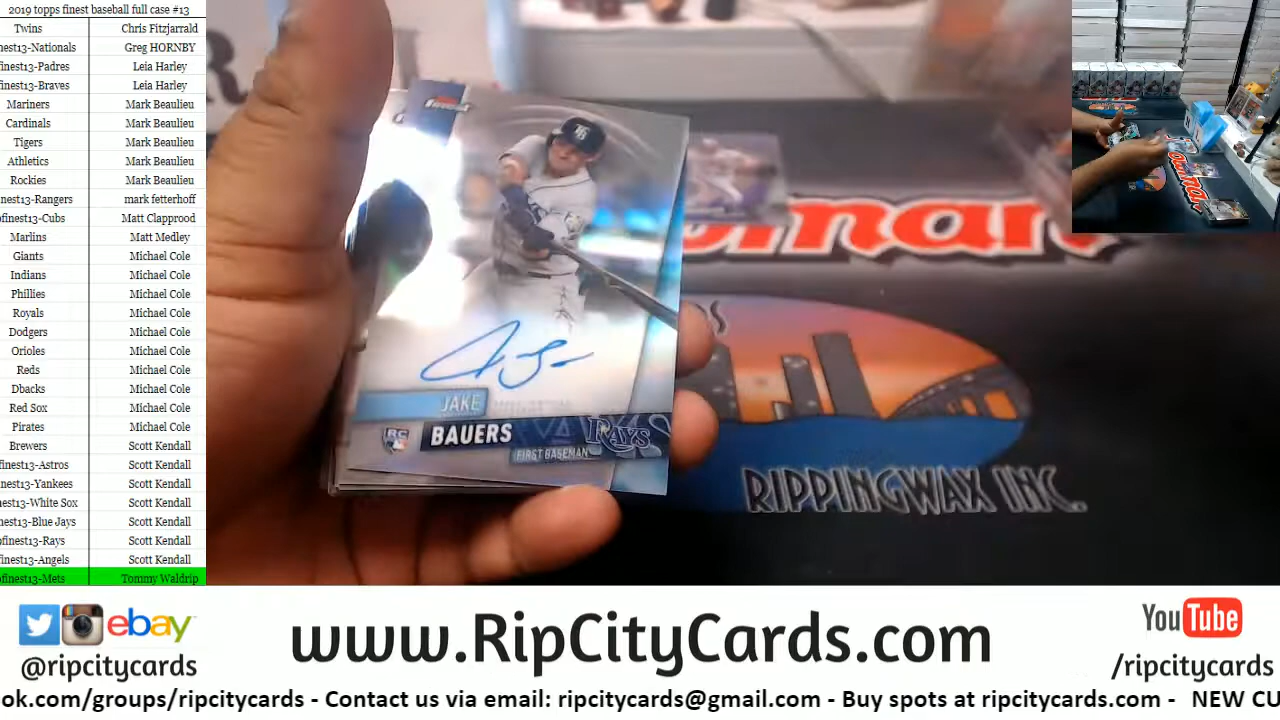 2019 topps finest baseball full case #13
Twins Chris Fitzjarrald
nest13-Nationals Greg HORNBY
finest13-Padres Leia Harley
finest13-Braves Leia Harley
Mariners Mark Beaulieu
Cardinals Mark Beaulieu
Tigers Mark Beaulieu
Athletics Mark Beaulieu
Rockies Mark Beaulieu
nest13-Rangers mark fetterhoff
finest13-Cubs Matt Clapprood
Marlins Matt Medley
Giants Michael Cole
Indians Michael Cole
Phillies Michael Cole
Royals Michael Cole
Dodgers Michael Cole
Orioles Michael Cole
Reds Michael Cole
Dbacks Michael Cole
Red Sox Michael Cole
Pirates Michael Cole
Brewers Scott Kendall
finest13-Astros Scott Kendall
nest13-Yankees Scott Kendall
est13-White Sox Scott Kendall
nest13-Blue Jays Scott Kendall
finest13-Rays Scott Kendall
finest13-Angels Scott Kendall
finest13-Mets Tommy Waldrip
finest
JAKE
RC BAUERS RAYS
FIRST BASEMAN
RIPPINGWAX INC.
ebay
@ripcitycards
www.RipCityCards.com
YouTube
/ripcitycards
ok.com/groups/ripcitycards - Contact us via email: ripcitycards@gmail.com - Buy spots at ripcitycards.com - NEW CU